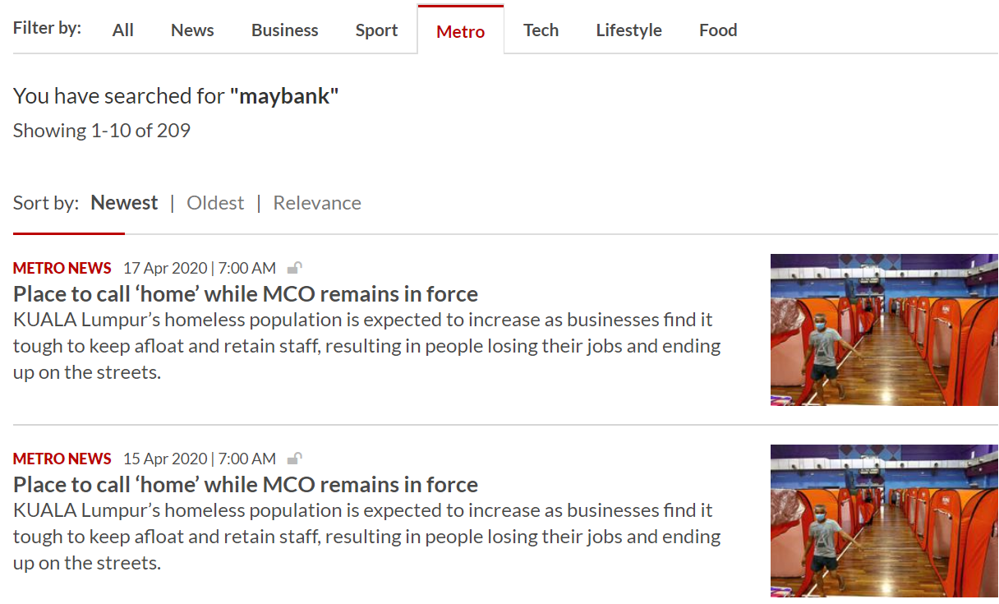 Filter by: All News Business Sport Metro Tech Lifestyle Food
You have searched for "maybank"
Showing 1-10 of 209
Sort by: Newest | Oldest | Relevance
METRO NEWS 17 Apr 2020 | 7:00 AM
Place to call ‘home’ while MCO remains in force
KUALA Lumpur’s homeless population is expected to increase as businesses find it
tough to keep afloat and retain staff, resulting in people losing their jobs and ending
up on the streets.
METRO NEWS 15 Apr 2020 | 7:00 AM
Place to call ‘home’ while MCO remains in force
KUALA Lumpur’s homeless population is expected to increase as businesses find it
tough to keep afloat and retain staff, resulting in people losing their jobs and ending
up on the streets.